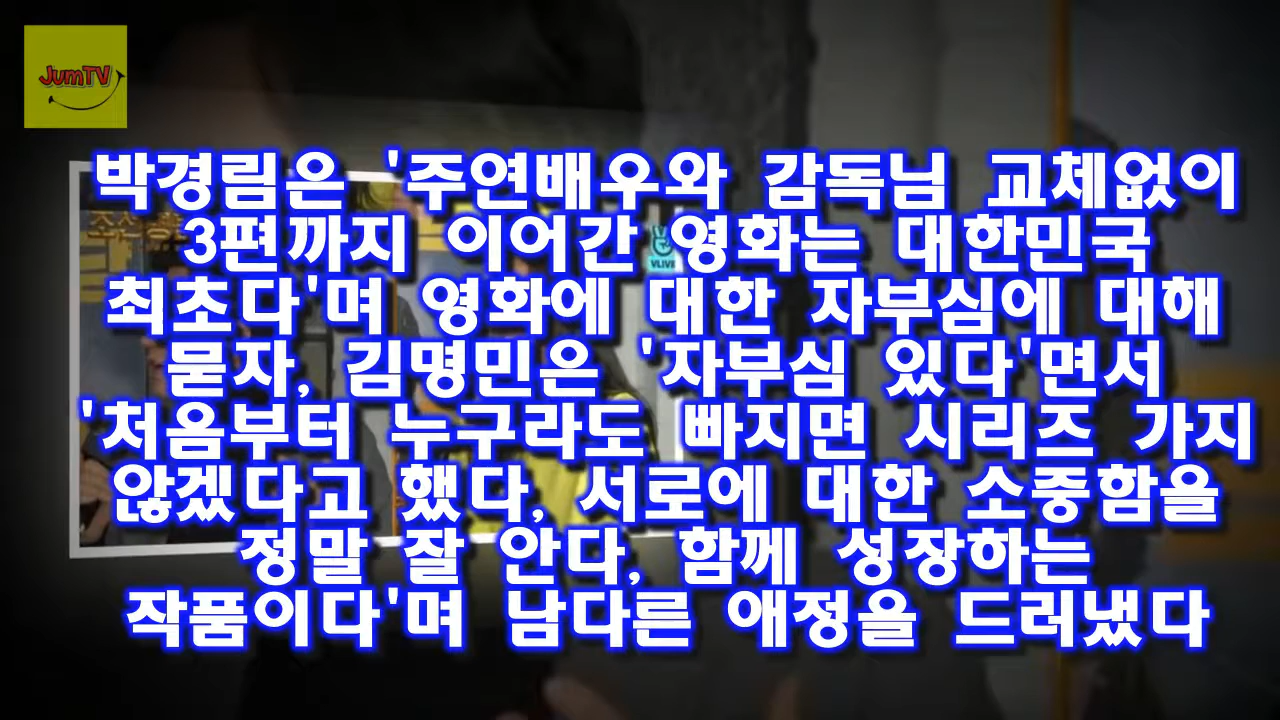 JumTV
박경림은 '주연배우와 감독님 교체없이
3편까지 이어간 영화는 대한민국
최초다'며 영화에 대한 자부심에 대해
묻자, 김명민은 '자부심 있다'면서
'처음부터 누구라도 빠지면 시리즈 가지
않겠다고 했다, 서로에 대한 소중함을
정말 잘 안다, 함께 성장하는
작품이다'며 남다른 애정을 드러냈다
VLIVE